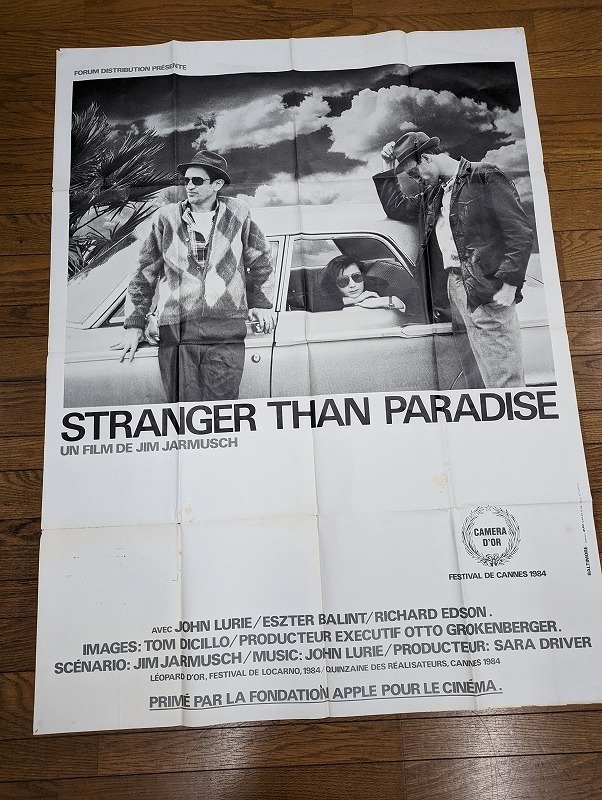 FORUM DISTRIBUTION PRÉSENTE
STRANGER THAN PARADISE
UN FILM DE JIM JARMUSCH
CAMERA
D'OR
FESTIVAL DE CANNES 1984
BALTIMORE
AVEC JOHN LURIE/ESZTER BALINT/RICHARD EDSON.
IMAGES: TOM DICILLO/PRODUCTEUR EXECUTIF OTTO GROKENBERGER.
SCÉNARIO: JIM JARMUSCH/MUSIC: JOHN LURIE/PRODUCTEUR: SARA DRIVER
LÉOPARD D'OR, FESTIVAL DE LOCARNO, 1984/QUINZAINE DES RÉALISATEURS, CANNES 1984
PRIMÉ PAR LA FONDATION APPLE POUR LE CINÉMA.